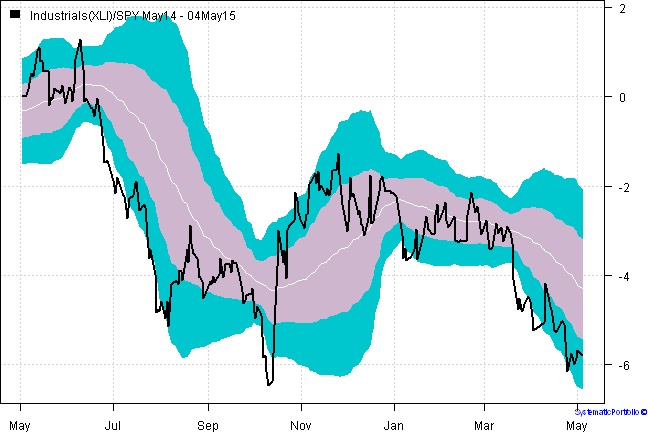 Industrials(XLI)/SPY May14 - 04May15
2
0
-2
-4
-6
May Jul Sep Nov Jan Mar May
SystematicPortfolio ©